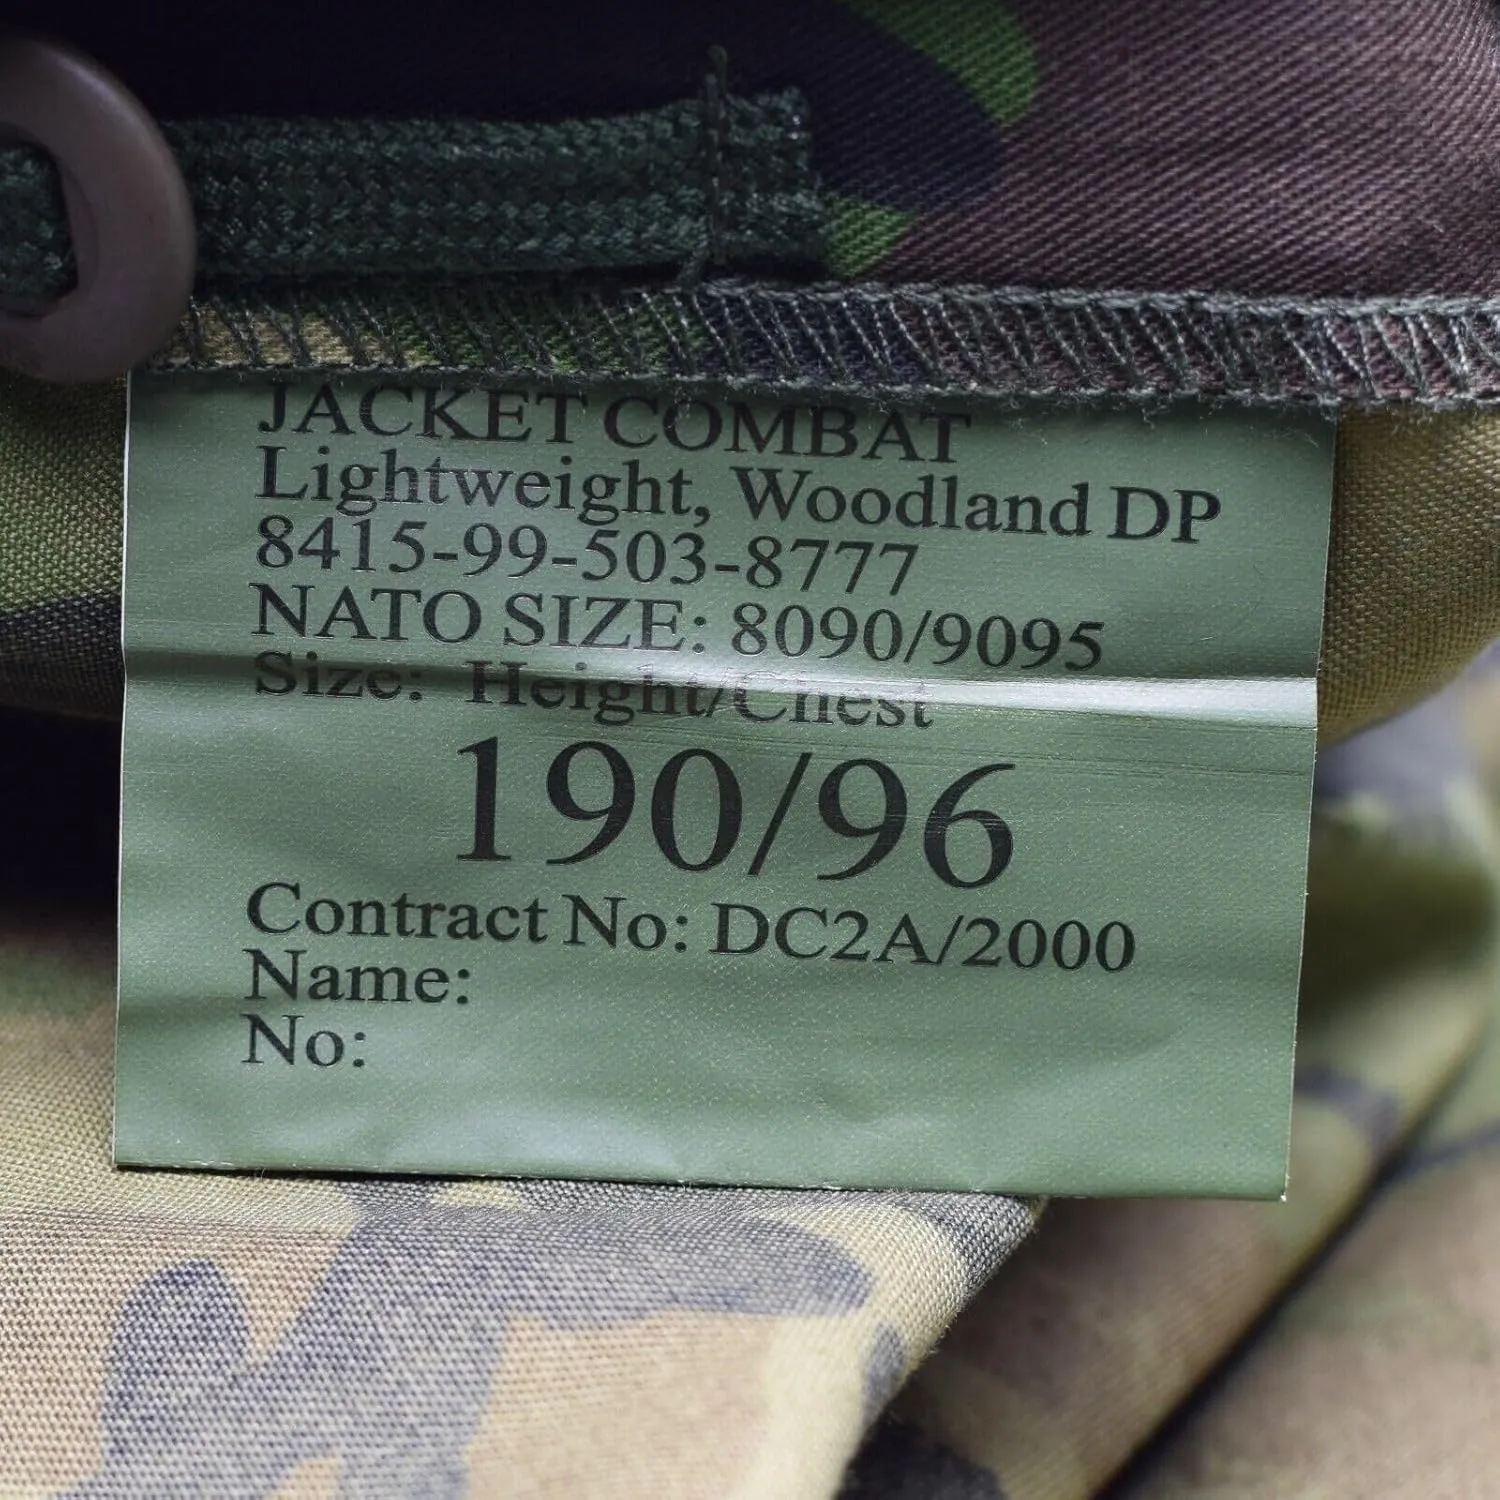 JACKET COMBAT
Lightweight, Woodland DP
8415-99-503-8777
NATO SIZE: 8090/9095
Size: Height/Chest
190/96
Contract No: DC2A/2000
Name:
No: